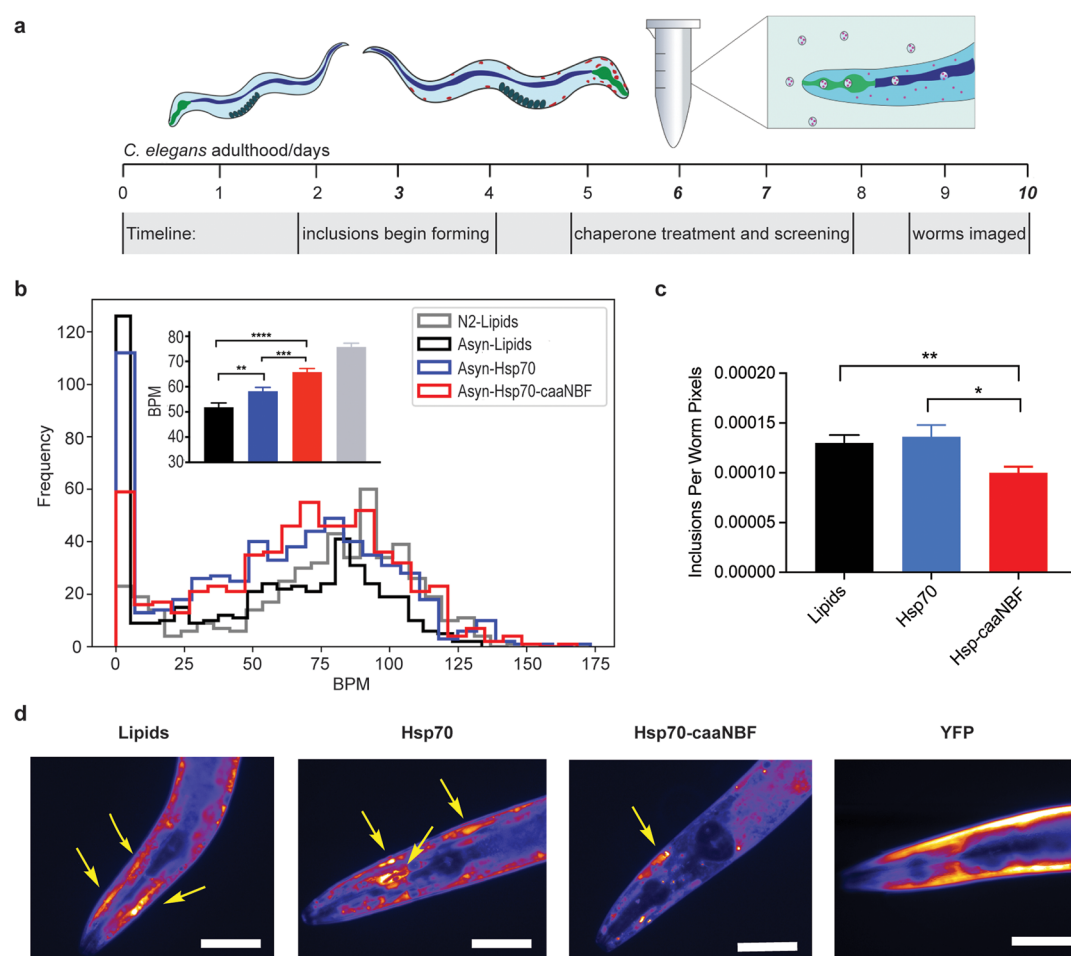 a
C. elegans adulthood/days
0 1 2 3 4 5 6 7 8 9 10
Timeline: inclusions begin forming chaperone treatment and screening worms imaged
b
Frequency
120
100
80
60
40
20
0
0 25 50 75 100 125 150 175
BPM
BPM
80
70
60
50
40
30
****
** ***
N2-Lipids
Asyn-Lipids
Asyn-Hsp70
Asyn-Hsp70-caaNBF
c
Inclusions Per Worm Pixels
0.00020
0.00015
0.00010
0.00005
0.00000
**
*
Lipids
Hsp70
Hsp-caaNBF
d
Lipids Hsp70 Hsp70-caaNBF YFP